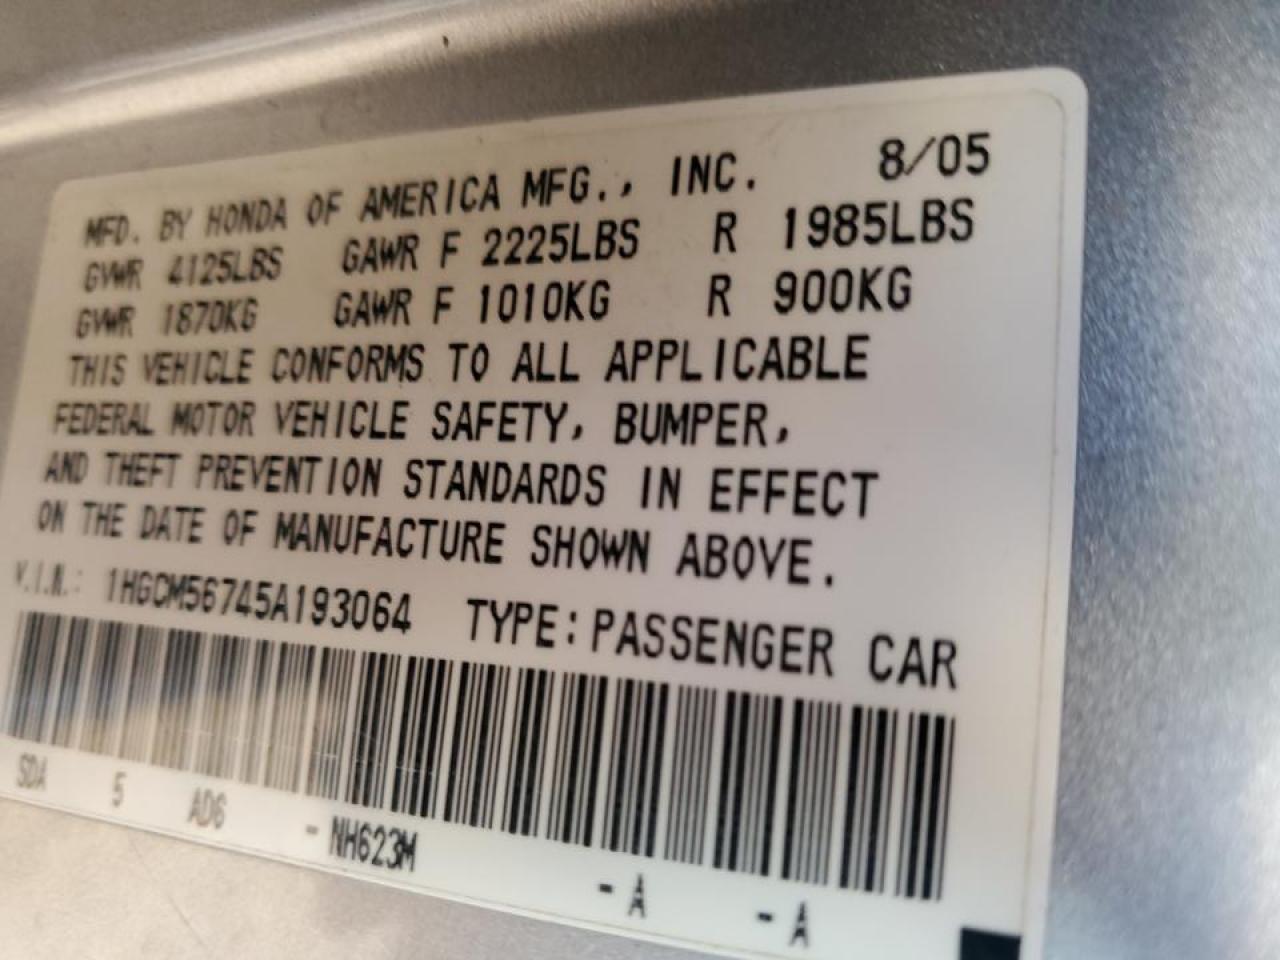 MFD. BY HONDA OF AMERICA MFG., INC. 8/05
GVWR 4125LBS GAWR F 2225LBS R 1985LBS
GVWR 1870KG GAWR F 1010KG R 900KG
THIS VEHICLE CONFORMS TO ALL APPLICABLE
FEDERAL MOTOR VEHICLE SAFETY, BUMPER,
AND THEFT PREVENTION STANDARDS IN EFFECT
ON THE DATE OF MANUFACTURE SHOWN ABOVE.
V.I.N.: 1HGCM56745A193064 TYPE: PASSENGER CAR
SDA 5 AD6 - NH623M - A - A